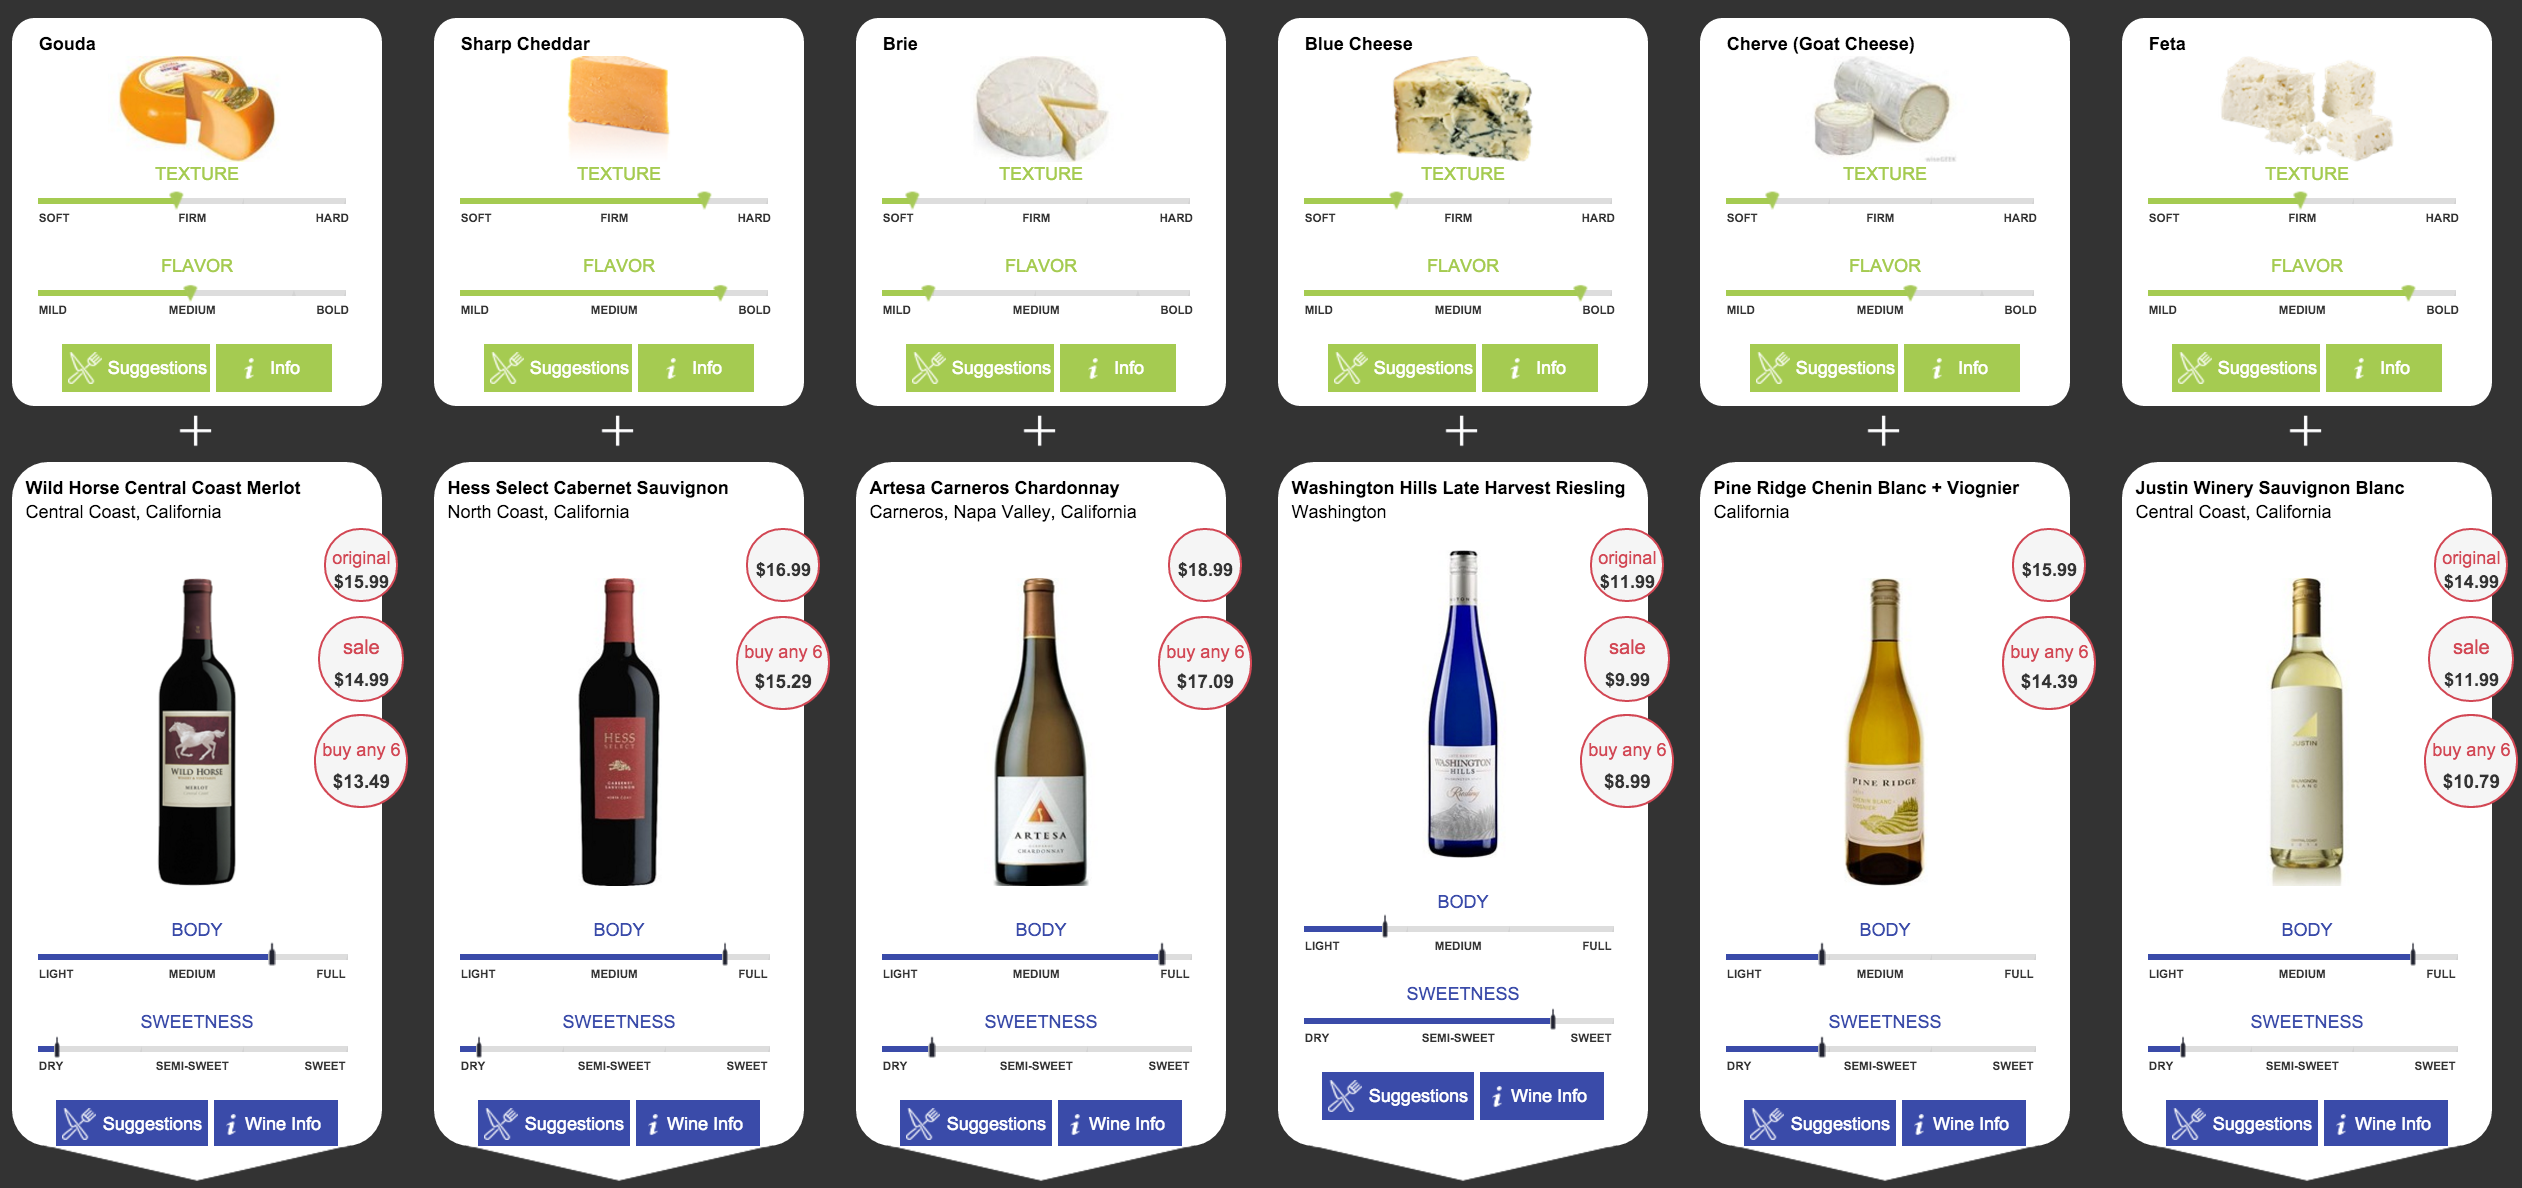 Gouda
TEXTURE
SOFT FIRM HARD
FLAVOR
MILD MEDIUM BOLD
Suggestions i Info
+
Wild Horse Central Coast Merlot
Central Coast, California
original
$15.99
sale
$14.99
buy any 6
$13.49
WILD HORSE
MERLOT
BODY
LIGHT MEDIUM FULL
SWEETNESS
DRY SEMI-SWEET SWEET
Suggestions i Wine Info
Sharp Cheddar
TEXTURE
SOFT FIRM HARD
FLAVOR
MILD MEDIUM BOLD
Suggestions i Info
+
Hess Select Cabernet Sauvignon
North Coast, California
$16.99
buy any 6
$15.29
HESS
SELECT
CABERNET
SAUVIGNON
BODY
LIGHT MEDIUM FULL
SWEETNESS
DRY SEMI-SWEET SWEET
Suggestions i Wine Info
Brie
TEXTURE
SOFT FIRM HARD
FLAVOR
MILD MEDIUM BOLD
Suggestions i Info
+
Artesa Carneros Chardonnay
Carneros, Napa Valley, California
$18.99
buy any 6
$17.09
ARTESA
CHARDONNAY
BODY
LIGHT MEDIUM FULL
SWEETNESS
DRY SEMI-SWEET SWEET
Suggestions i Wine Info
Blue Cheese
TEXTURE
SOFT FIRM HARD
FLAVOR
MILD MEDIUM BOLD
Suggestions i Info
+
Washington Hills Late Harvest Riesling
Washington
original
$11.99
sale
$9.99
buy any 6
$8.99
WASHINGTON
HILLS
Riesling
BODY
LIGHT MEDIUM FULL
SWEETNESS
DRY SEMI-SWEET SWEET
Suggestions i Wine Info
Cherve (Goat Cheese)
TEXTURE
SOFT FIRM HARD
FLAVOR
MILD MEDIUM BOLD
Suggestions i Info
+
Pine Ridge Chenin Blanc + Viognier
California
$15.99
buy any 6
$14.39
PINE RIDGE
CHENIN BLANC
VIOGNIER
BODY
LIGHT MEDIUM FULL
SWEETNESS
DRY SEMI-SWEET SWEET
Suggestions i Wine Info
Feta
TEXTURE
SOFT FIRM HARD
FLAVOR
MILD MEDIUM BOLD
Suggestions i Info
+
Justin Winery Sauvignon Blanc
Central Coast, California
original
$14.99
sale
$11.99
buy any 6
$10.79
JUSTIN
SAUVIGNON
BLANC
BODY
LIGHT MEDIUM FULL
SWEETNESS
DRY SEMI-SWEET SWEET
Suggestions i Wine Info